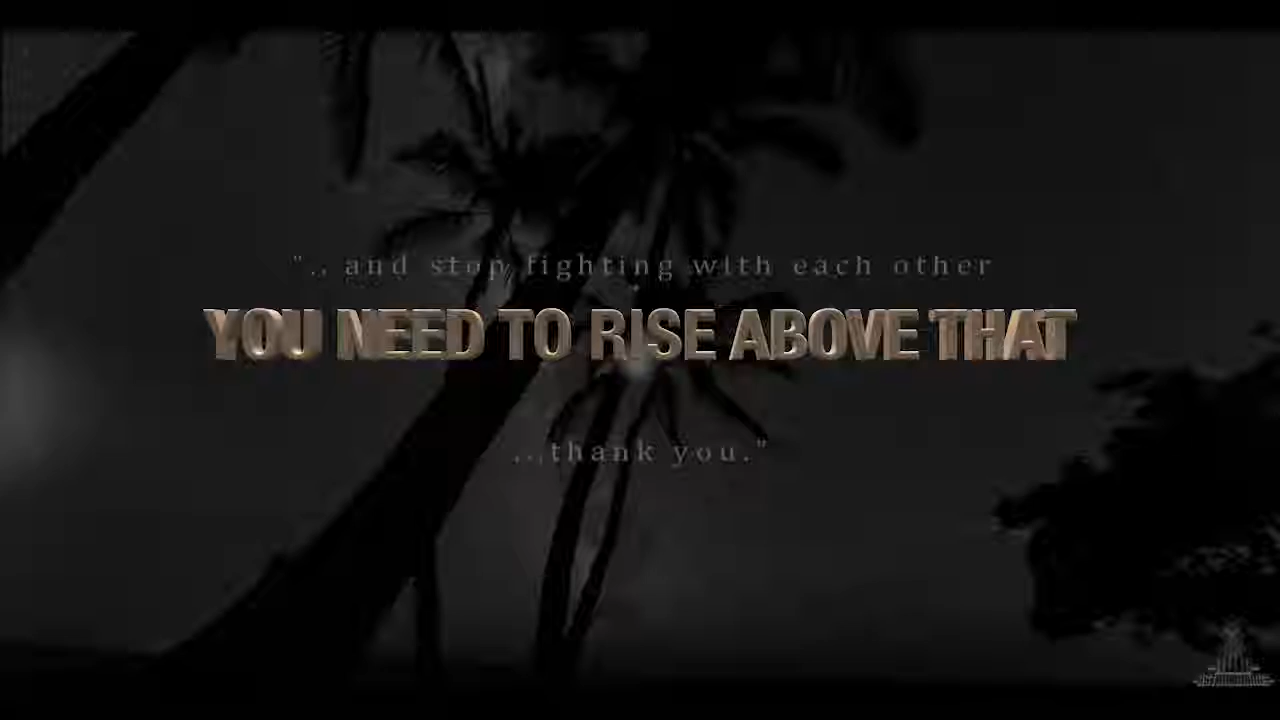 ".. and stop fighting with each other
YOU NEED TO RISE ABOVE THAT
...thank you."